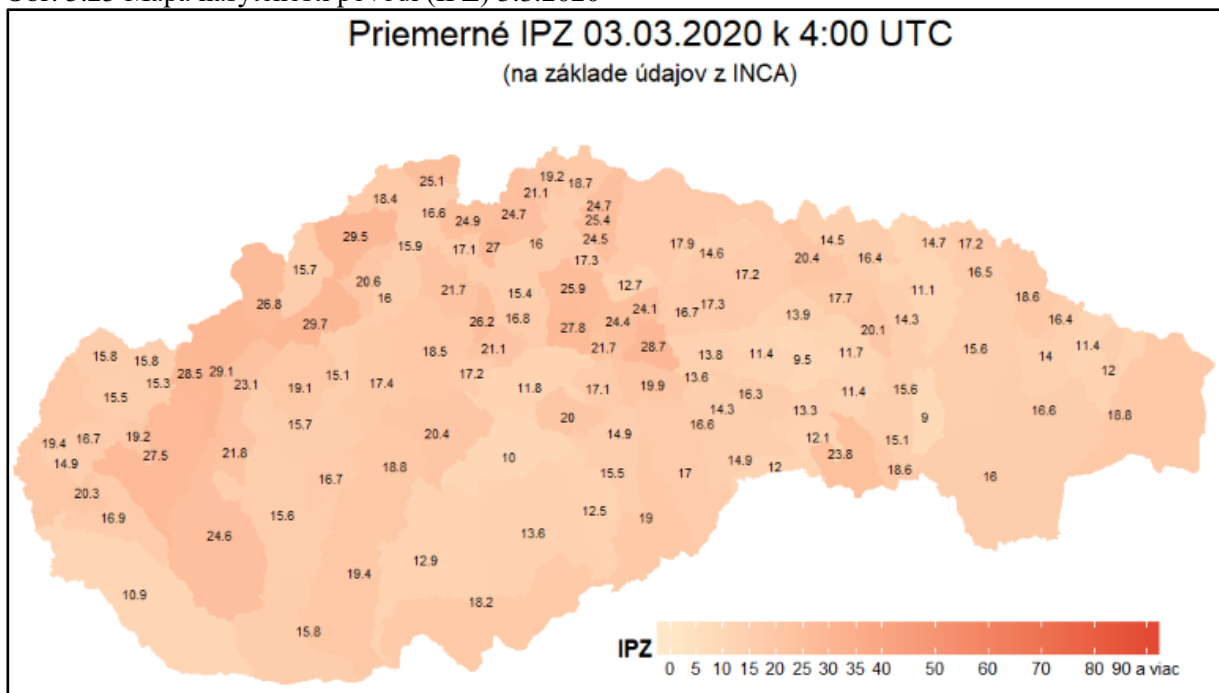 Obr. Mapa povodí (IPZ)
Priemerné IPZ 03.03.2020 k 4:00 UTC
(na základe údajov z INCA)
19.2
25.1 18.7
21.1
18.4
24.7
16.6 24.7
24.9 25.4
29.5 24.5 14.5
15.9 17.1 27 16 17.9 14.7 17.2
14.6
17.3 20.4 16.4
15.7 17.2 16.5
20.6 12.7
21.7 25.9 11.1
16 15.4 17.7 18.6
26.8 24.1 17.3
16.7 13.9
29.7 26.2 16.8 24.4 14.3 16.4
27.8 20.1
18.5 21.1 21.7 28.7 15.6 11.4
15.8 15.8 13.8 11.4 9.5 11.7 14
28.5 29.1 15.1 17.2 13.6 12
15.3 23.1 19.1 17.4 11.8 17.1 19.9
15.5 16.3 11.4 15.6
20 14.3 13.3 9 16.6 18.8
15.7 16.6
19.4 16.7 19.2 20.4 14.9 12.1 15.1
27.5 21.8 10 23.8
14.9 18.8 14.9 12 18.6
16.7 15.5 17 16
20.3
16.9 15.6 12.5 19
24.6 13.6
12.9
19.4
10.9 18.2
15.8
IPZ
0 5 10 15 20 25 30 35 40 50 60 70 80 90 a viac